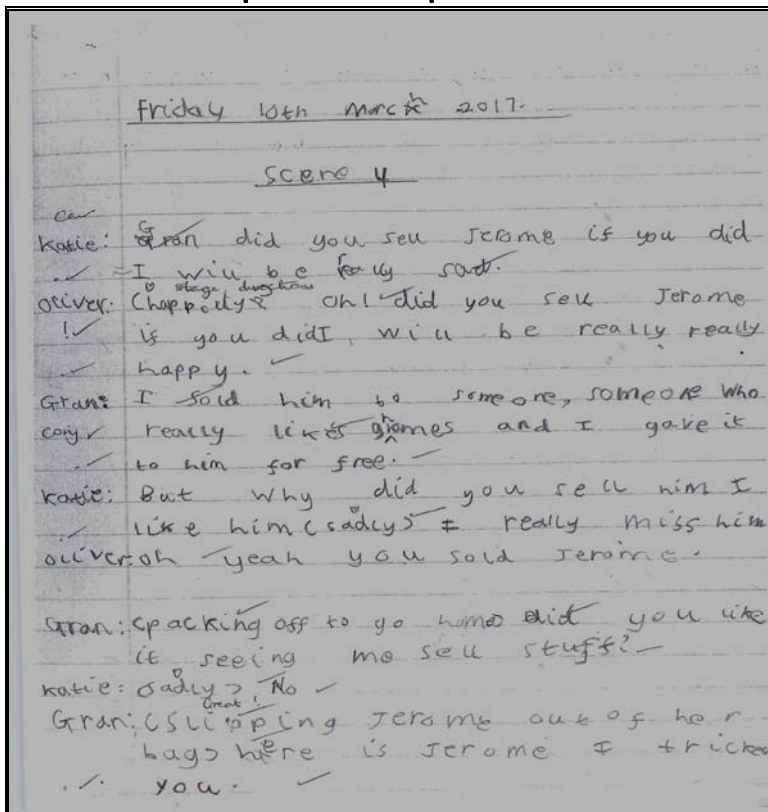 Friday 10th March 2017.
Scene 4
Katie: Gran did you sell Jerome if you did
I will be really sad.
stage directions
Oliver: (happily) oh! did you sell Jerome
! is you did I, will be really really
happy.
Gran: I sold him to someone, someone who
really likes gnomes and I gave it
to him for free.
Katie: But why did you sell him I
like him (sadly) I really miss him
Oliver: oh yeah you sold Jerome.
Gran: (packing off to go home) did you like
it seeing me sell stuff?
Katie: (sadly) No
Great!
Gran: (slipping Jerome out of her
bag) here is Jerome I tricked
you.